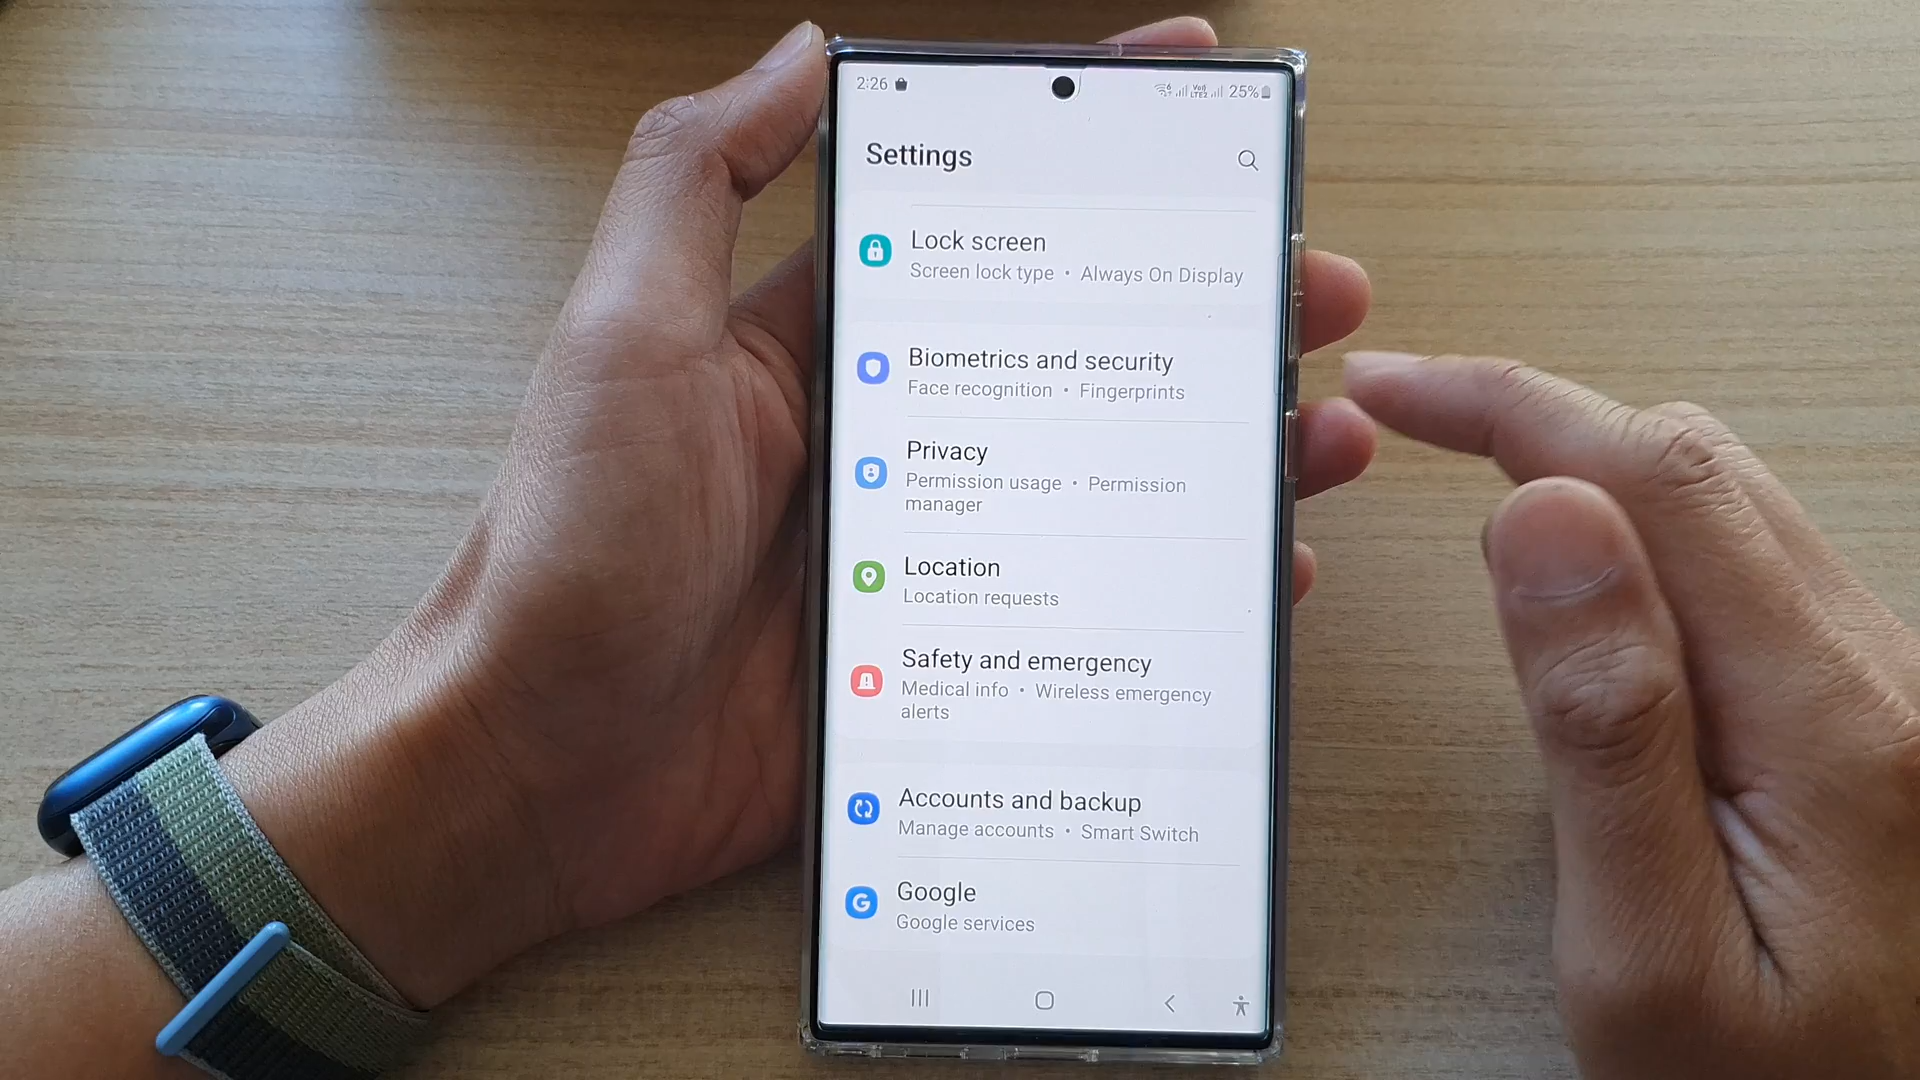 2:26
VoI) LTE2 25%
Settings
Lock screen
Screen lock type • Always On Display
Biometrics and security
Face recognition • Fingerprints
Privacy
Permission usage • Permission
manager
Location
Location requests
Safety and emergency
Medical info • Wireless emergency
alerts
Accounts and backup
Manage accounts • Smart Switch
Google
Google services